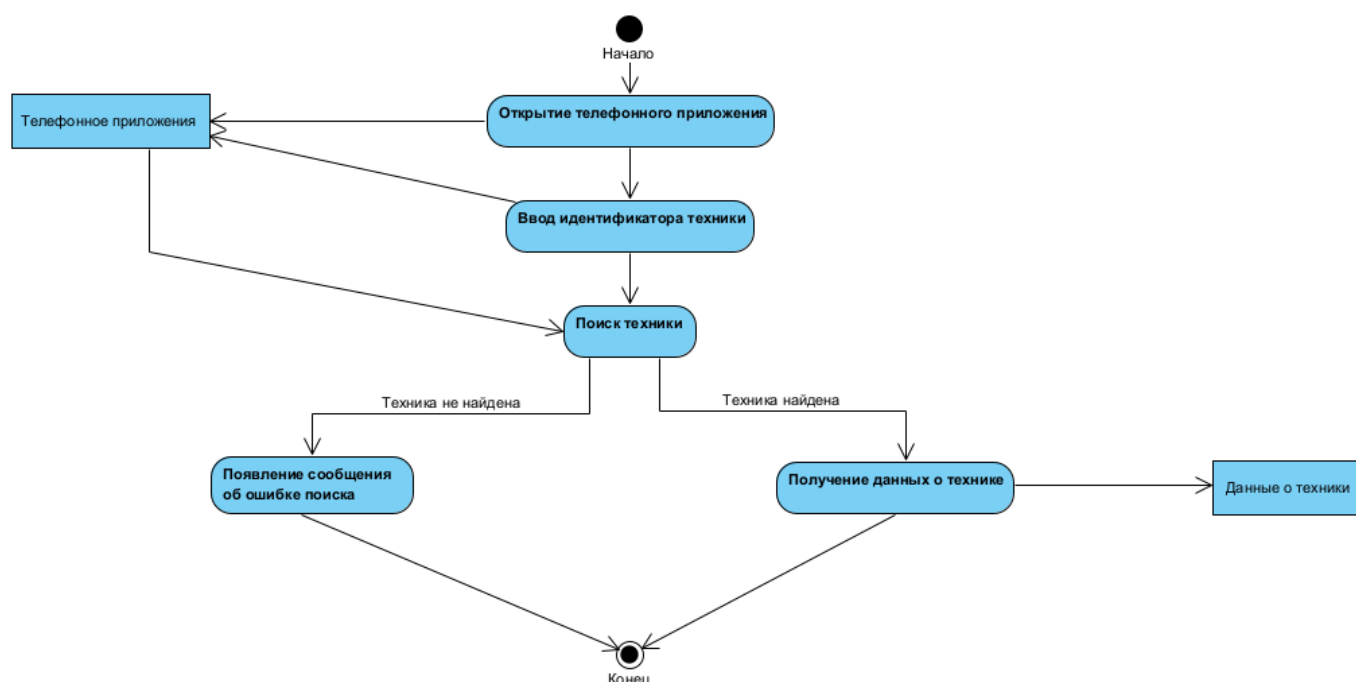 Начало
Открытие телефонного приложения
Телефонное приложения
Ввод идентификатора техники
Поиск техники
Техника не найдена
Техника найдена
Появление сообщения
об ошибке поиска
Получение данных о технике
Данные о техники
Конец